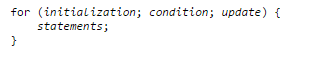 for (initialization; condition; update) {
    statements;
}